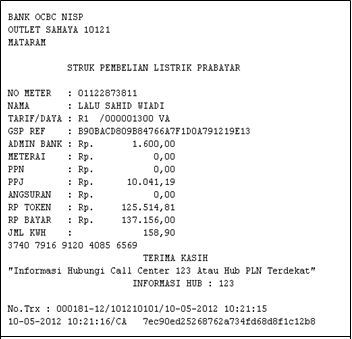 BANK OCBC NISP
OUTLET SAHAYA 10121
MATARAM
STRUK PEMBELIAN LISTRIK PRABAYAR
NO METER : 01122873811
NAMA : LALU SAHID WIADI
TARIF/DAYA : R1 /000001300 VA
GSP REF : B90BACD809B84766A7F1D0A791219E13
ADMIN BANK : Rp. 1.600,00
METERAI : Rp. 0,00
PPN : Rp. 0,00
PPJ : Rp. 10.041,19
ANGSURAN : Rp. 0,00
RP TOKEN : Rp. 125.514,81
RP BAYAR : Rp. 137.156,00
JML KWH : 158,90
3740 7916 9120 4085 6569
TERIMA KASIH
"Informasi Hubungi Call Center 123 Atau Hub PLN Terdekat"
INFORMASI HUB : 123
No.Trx : 000181-12/101210101/10-05-2012 10:21:15
10-05-2012 10:21:16/CA 7ec90ed25268762a734fd68d8f1c12b8